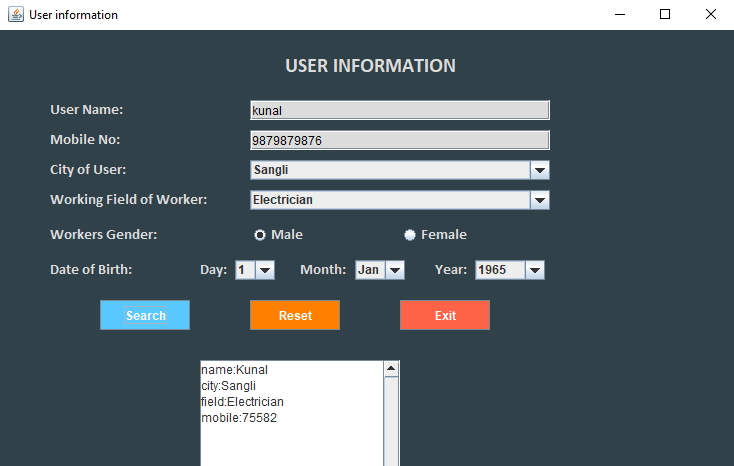 User information
USER INFORMATION
User Name: kunal
Mobile No: 9879879876
City of User: Sangli
Working Field of Worker: Electrician
Workers Gender: Male Female
Date of Birth: Day: 1 Month: Jan Year: 1965
Search Reset Exit
name:Kunal
city:Sangli
field:Electrician
mobile:75582